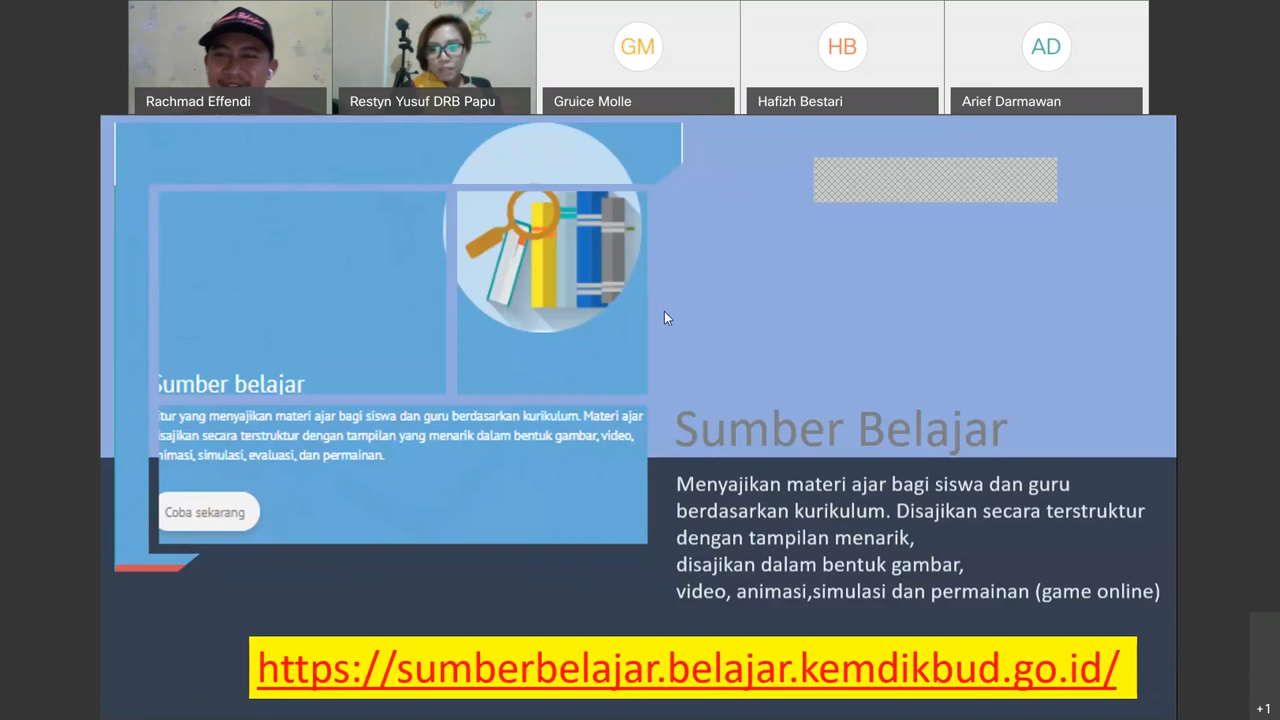 GM
HB
AD
Rachmad Effendi
Restyn Yusuf DRB Papu
Gruice Molle
Hafizh Bestari
Arief Darmawan
Sumber belajar
itur yang menyajikan materi ajar bagi siswa dan guru berdasarkan kurikulum. Materi ajar
disajikan secara terstruktur dengan tampilan yang menarik dalam bentuk gambar, video,
nimasi, simulasi, evaluasi, dan permainan.
Coba sekarang
Sumber Belajar
Menyajikan materi ajar bagi siswa dan guru
berdasarkan kurikulum. Disajikan secara terstruktur
dengan tampilan menarik,
disajikan dalam bentuk gambar,
video, animasi,simulasi dan permainan (game online)
https://sumberbelajar.belajar.kemdikbud.go.id/
+1